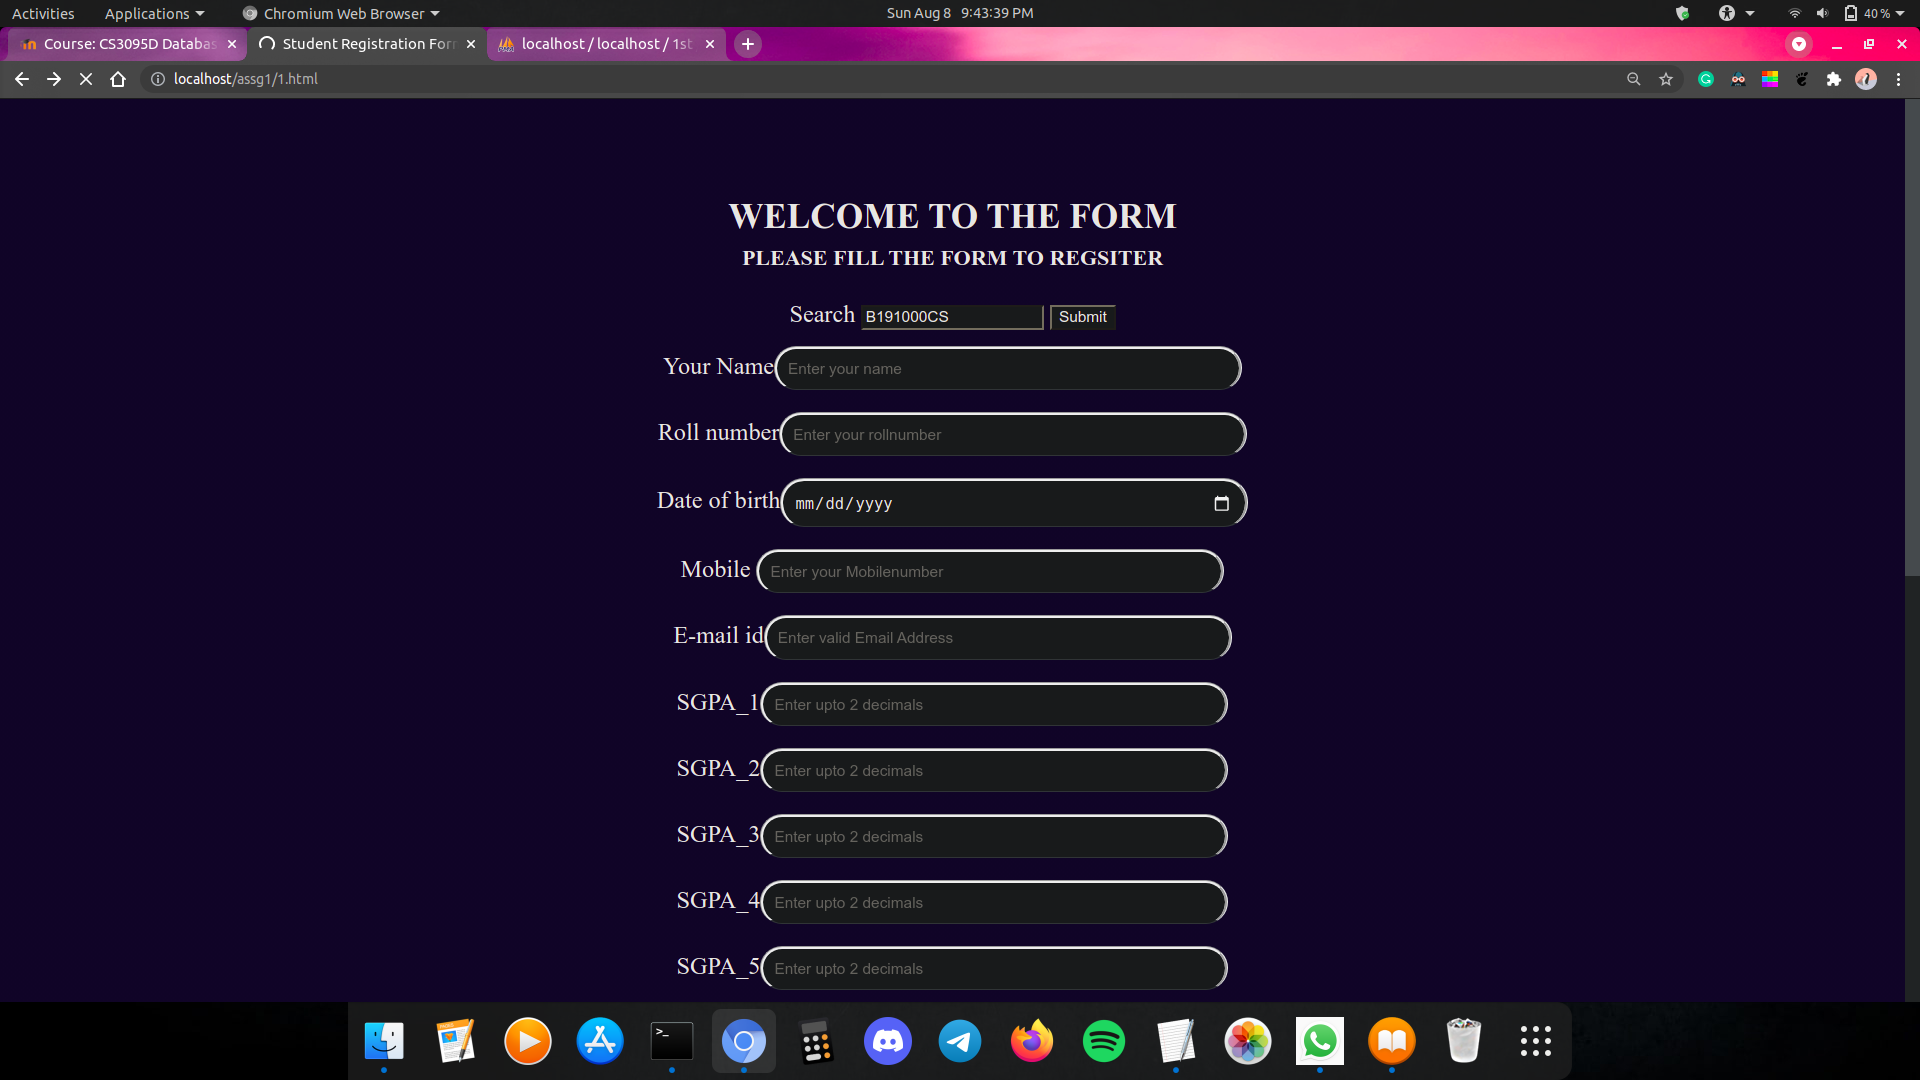 Activities Applications Chromium Web Browser Sun Aug 8 9:43:39 PM 40 %
Course: CS3095D Databas Student Registration For localhost / localhost / 1st
localhost/assg1/1.html
WELCOME TO THE FORM
PLEASE FILL THE FORM TO REGSITER
Search B191000CS Submit
Your Name Enter your name
Roll number Enter your rollnumber
Date of birth mm/dd/yyyy
Mobile Enter your Mobilenumber
E-mail id Enter valid Email Address
SGPA_1 Enter upto 2 decimals
SGPA_2 Enter upto 2 decimals
SGPA_3 Enter upto 2 decimals
SGPA_4 Enter upto 2 decimals
SGPA_5 Enter upto 2 decimals